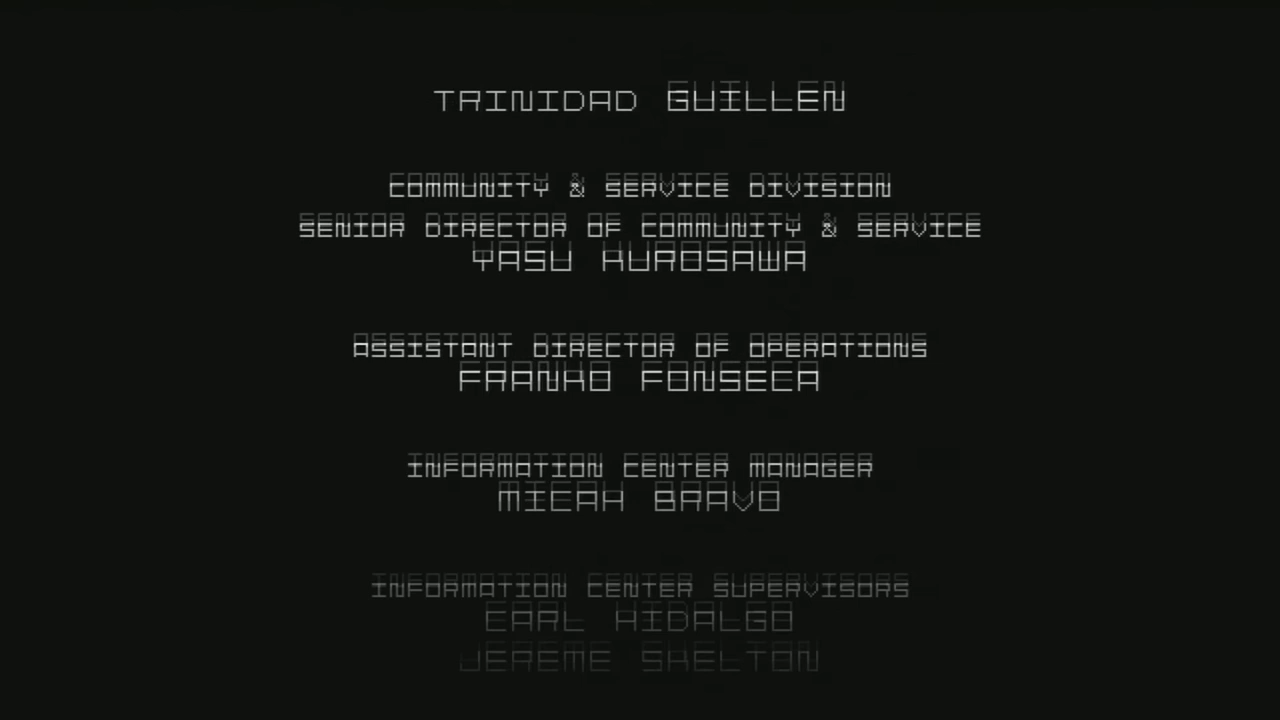 TRINIDAD GUILLEN
COMMUNITY & SERVICE DIVISION
SENIOR DIRECTOR OF COMMUNITY & SERVICE
YASU KUROSAWA
ASSISTANT DIRECTOR OF OPERATIONS
FRANKO FONSECA
INFORMATION CENTER MANAGER
MICAH BRAVO
INFORMATION CENTER SUPERVISORS
EARL HIDALGO
JEREME SKELTON